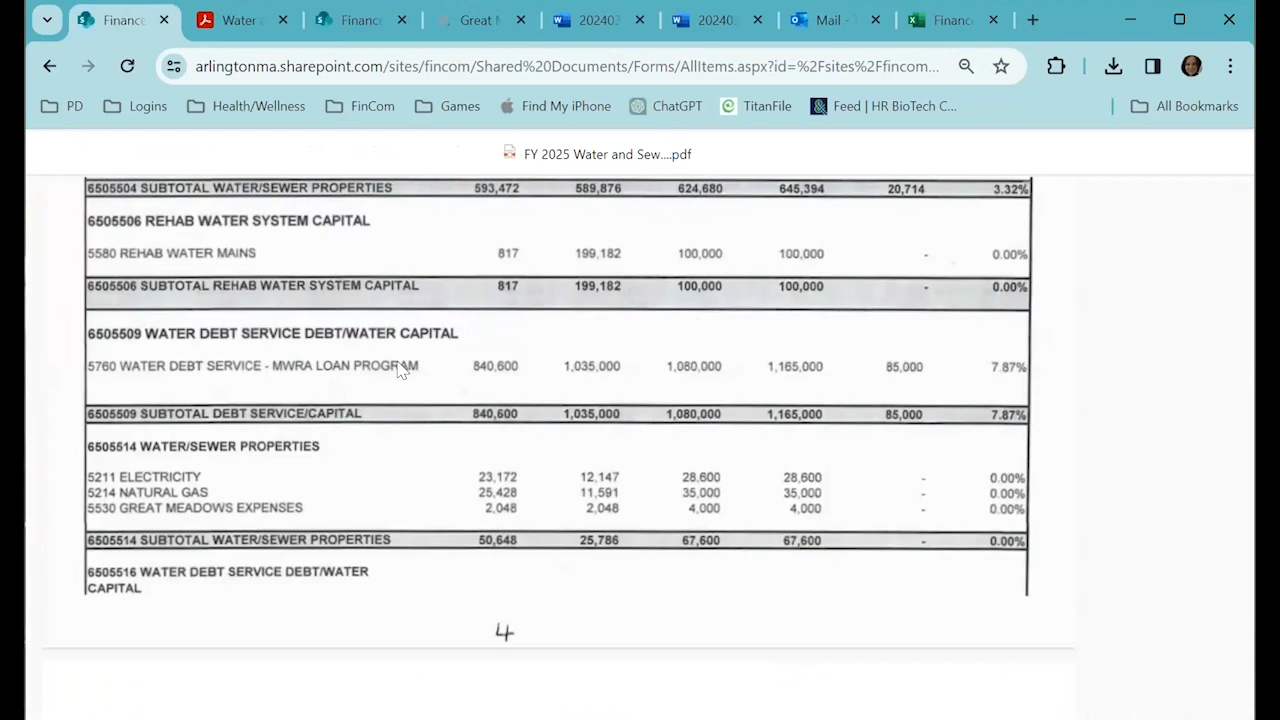 Finance
Water
Finance
Great M
202403
202403
Mail -
Finance
arlingtonma.sharepoint.com/sites/fincom/Shared%20Documents/Forms/AllItems.aspx?id=%2Fsites%2Ffincom...
PD Logins Health/Wellness FinCom Games Find My iPhone ChatGPT TitanFile Feed | HR BioTech C... All Bookmarks
FY 2025 Water and Sew....pdf
6505504 SUBTOTAL WATER/SEWER PROPERTIES 593,472 589,876 624,680 645,394 20,714 3.32%
6505506 REHAB WATER SYSTEM CAPITAL
5580 REHAB WATER MAINS 817 199,182 100,000 100,000 - 0.00%
6505506 SUBTOTAL REHAB WATER SYSTEM CAPITAL 817 199,182 100,000 100,000 - 0.00%
6505509 WATER DEBT SERVICE DEBT/WATER CAPITAL
5760 WATER DEBT SERVICE - MWRA LOAN PROGRAM 840,600 1,035,000 1,080,000 1,165,000 85,000 7.87%
6505509 SUBTOTAL DEBT SERVICE/CAPITAL 840,600 1,035,000 1,080,000 1,165,000 85,000 7.87%
6505514 WATER/SEWER PROPERTIES
5211 ELECTRICITY 23,172 12,147 28,600 28,600 - 0.00%
5214 NATURAL GAS 25,428 11,591 35,000 35,000 - 0.00%
5530 GREAT MEADOWS EXPENSES 2,048 2,048 4,000 4,000 - 0.00%
6505514 SUBTOTAL WATER/SEWER PROPERTIES 50,648 25,786 67,600 67,600 - 0.00%
6505516 WATER DEBT SERVICE DEBT/WATER
CAPITAL
4